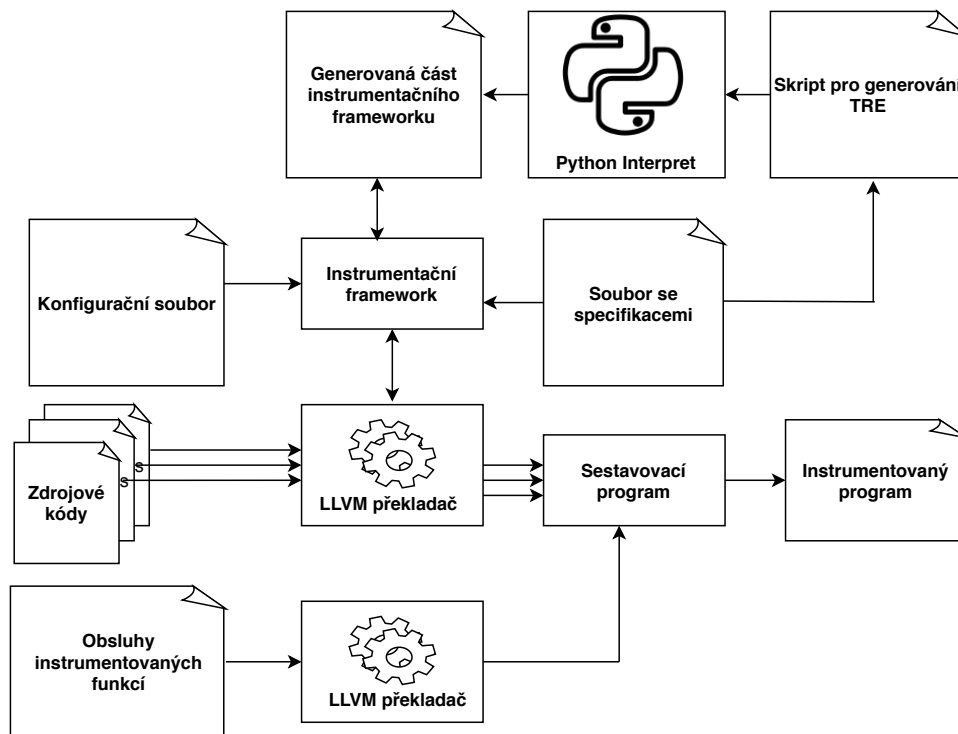 Generovaná část
instrumentačního
frameworku
Python Interpret
Skript pro generování
TRE
Konfigurační soubor
Instrumentační
framework
Soubor se
specifikacemi
s
s
Zdrojové
kódy
LLVM překladač
Sestavovací
program
Instrumentovaný
program
Obsluhy
instrumentovaných
funkcí
LLVM překladač